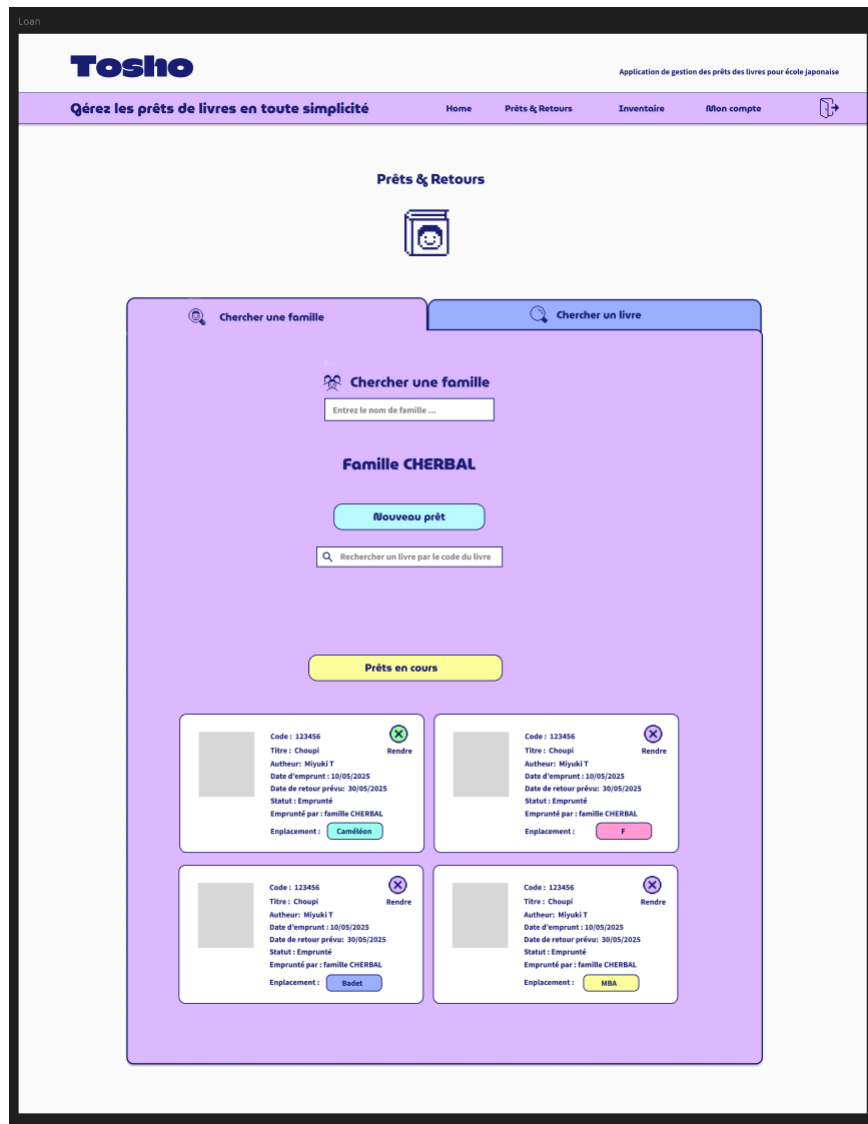 Loan
Tosho
Application de gestion des prêts des livres pour école japonaise
Gérez les prêts de livres en toute simplicité
Home
Prêts & Retours
Inventaire
Mon compte
Prêts & Retours
Chercher une famille
Chercher un livre
Chercher une famille
Entrez le nom de famille ...
Famille CHERBAL
Nouveau prêt
Rechercher un livre par le code du livre
Prêts en cours
Code : 123456
Titre : Choupi
Rendre
Autheur: Miyuki T
Date d'emprunt : 10/05/2025
Date de retour prévu: 30/05/2025
Statut : Emprunté
Emprunté par : famille CHERBAL
Enplacement : Caméléon
Code : 123456
Titre : Choupi
Rendre
Autheur: Miyuki T
Date d'emprunt : 10/05/2025
Date de retour prévu: 30/05/2025
Statut : Emprunté
Emprunté par : famille CHERBAL
Enplacement : F
Code : 123456
Titre : Choupi
Rendre
Autheur: Miyuki T
Date d'emprunt : 10/05/2025
Date de retour prévu: 30/05/2025
Statut : Emprunté
Emprunté par : famille CHERBAL
Enplacement : Badet
Code : 123456
Titre : Choupi
Rendre
Autheur: Miyuki T
Date d'emprunt : 10/05/2025
Date de retour prévu: 30/05/2025
Statut : Emprunté
Emprunté par : famille CHERBAL
Enplacement : MBA